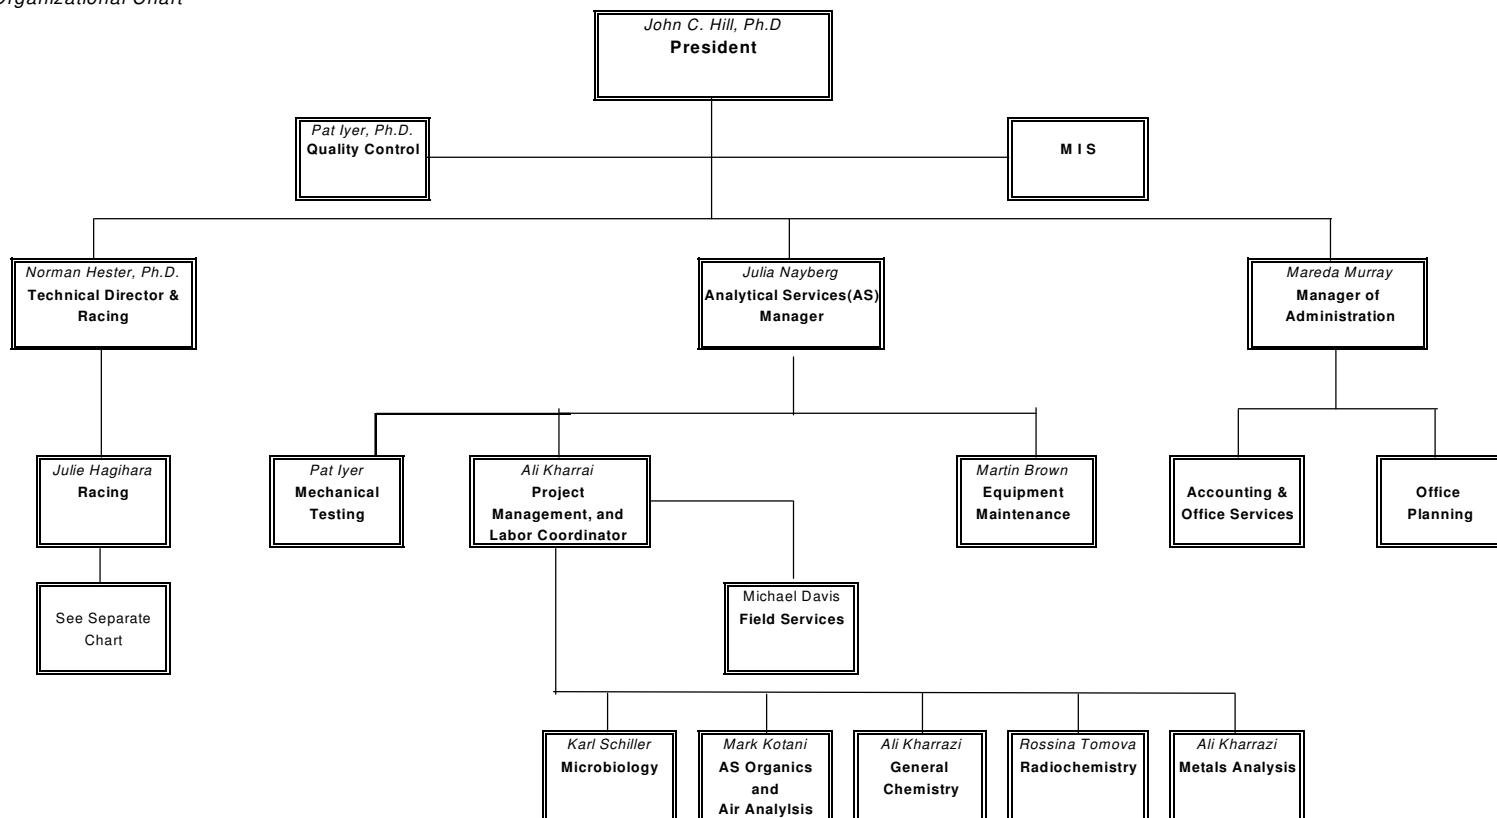 Organizational Chart
John C. Hill, Ph.D
President
Pat Iyer, Ph.D.
Quality Control
M I S
Norman Hester, Ph.D.
Technical Director &
Racing
Julia Nayberg
Analytical Services(AS)
Manager
Mareda Murray
Manager of
Administration
Julie Hagihara
Racing
Pat Iyer
Mechanical
Testing
Ali Kharrai
Project
Management, and
Labor Coordinator
Martin Brown
Equipment
Maintenance
Accounting &
Office Services
Office
Planning
See Separate
Chart
Michael Davis
Field Services
Karl Schiller
Microbiology
Mark Kotani
AS Organics
and
Air Analylsis
Ali Kharrazi
General
Chemistry
Rossina Tomova
Radiochemistry
Ali Kharrazi
Metals Analysis